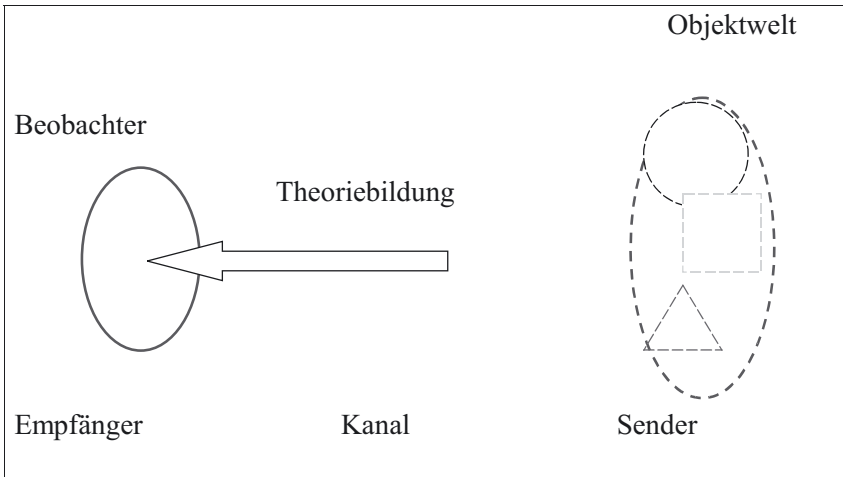 Objektwelt
Beobachter
Theoriebildung
Empfänger
Kanal
Sender